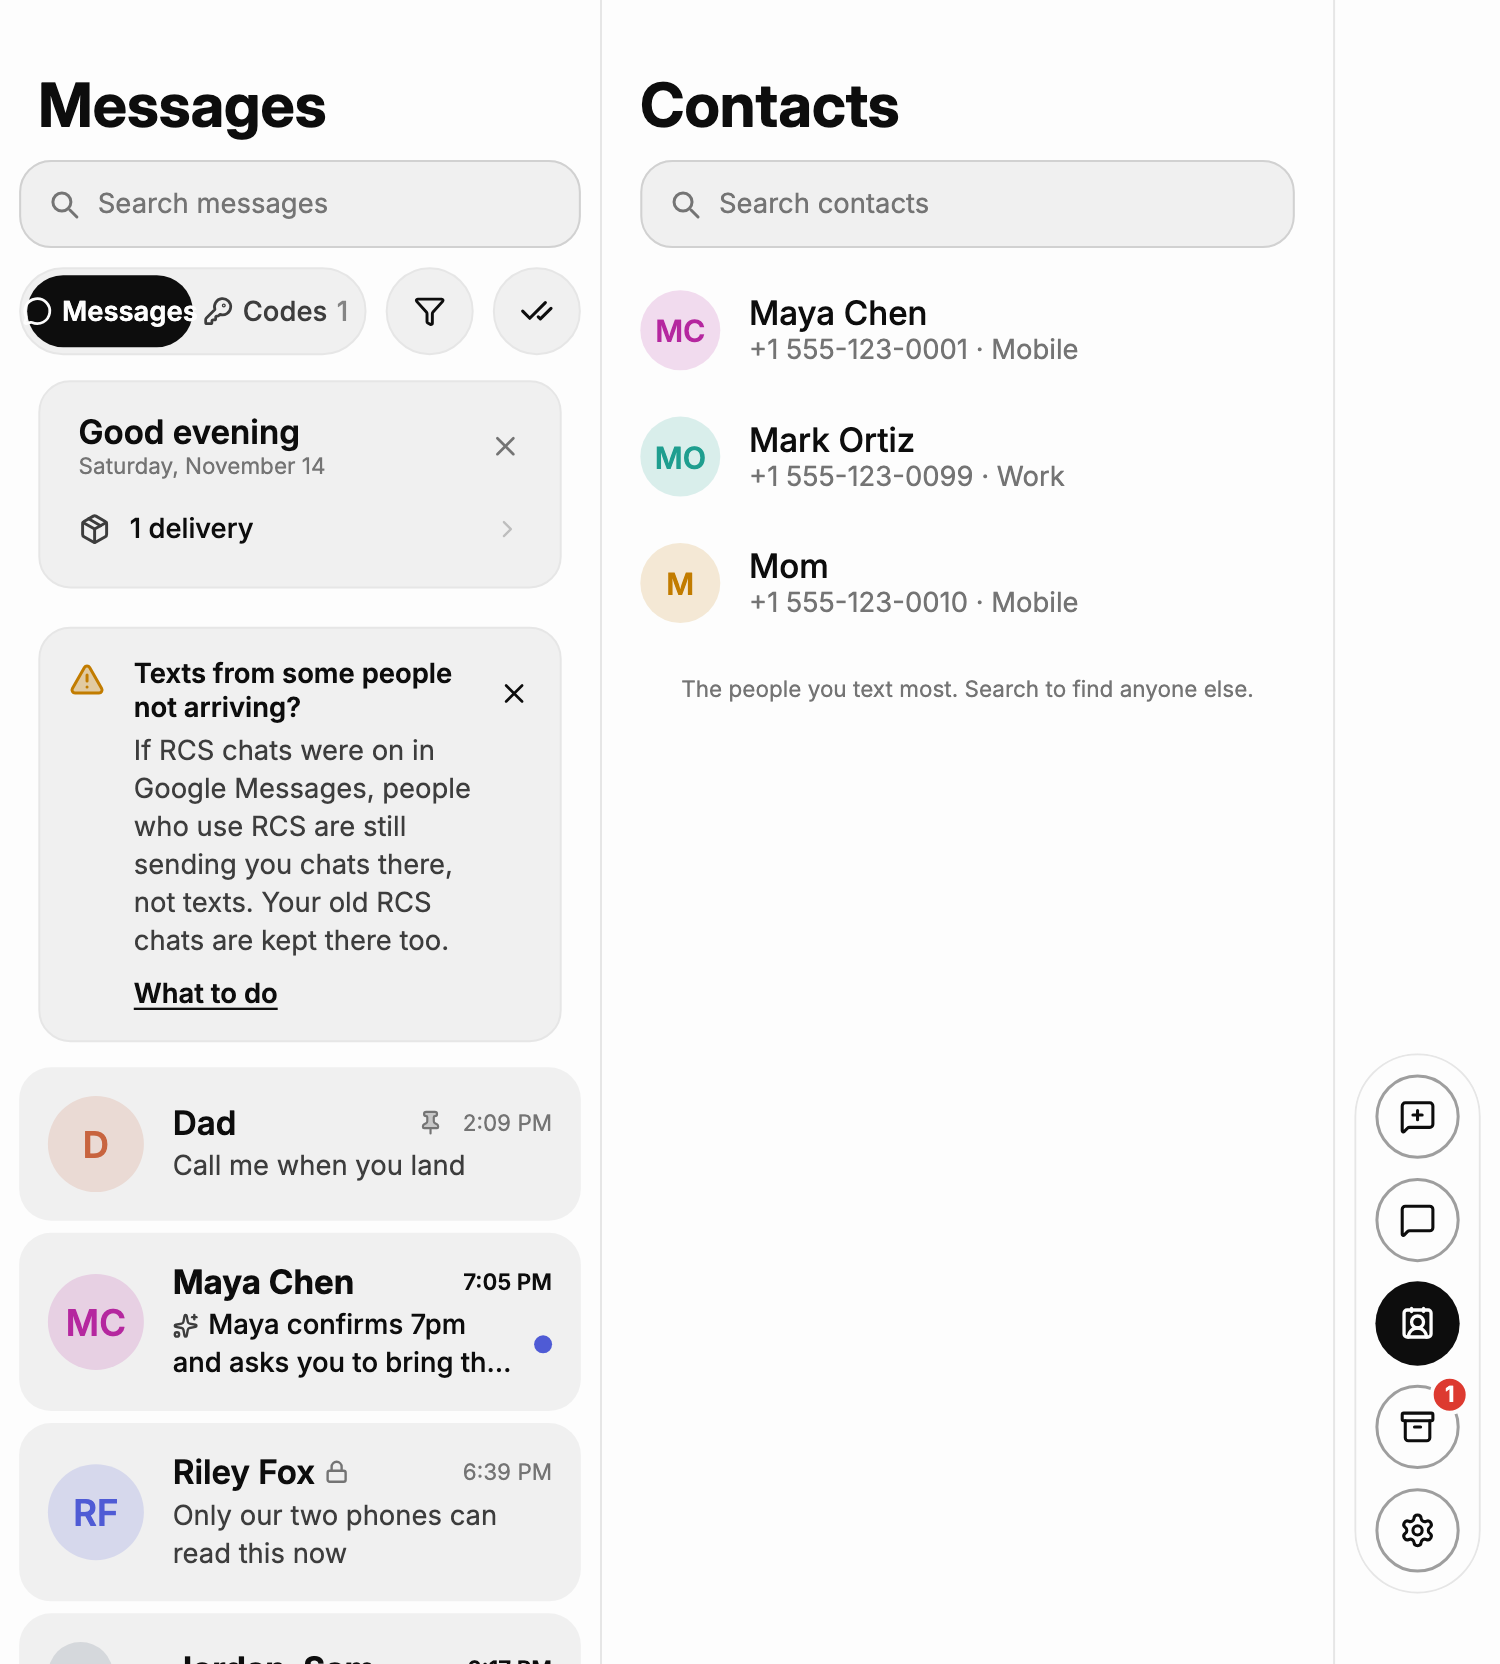 Messages
Search messages
Messages
Codes 1
Good evening
Saturday, November 14
1 delivery
Texts from some people
not arriving?
If RCS chats were on in
Google Messages, people
who use RCS are still
sending you chats there,
not texts. Your old RCS
chats are kept there too.
What to do
D
Dad
2:09 PM
Call me when you land
MC
Maya Chen
7:05 PM
Maya confirms 7pm
and asks you to bring th...
RF
Riley Fox
6:39 PM
Only our two phones can
read this now
Contacts
Search contacts
MC
Maya Chen
+1 555-123-0001 · Mobile
MO
Mark Ortiz
+1 555-123-0099 · Work
M
Mom
+1 555-123-0010 · Mobile
The people you text most. Search to find anyone else.
1